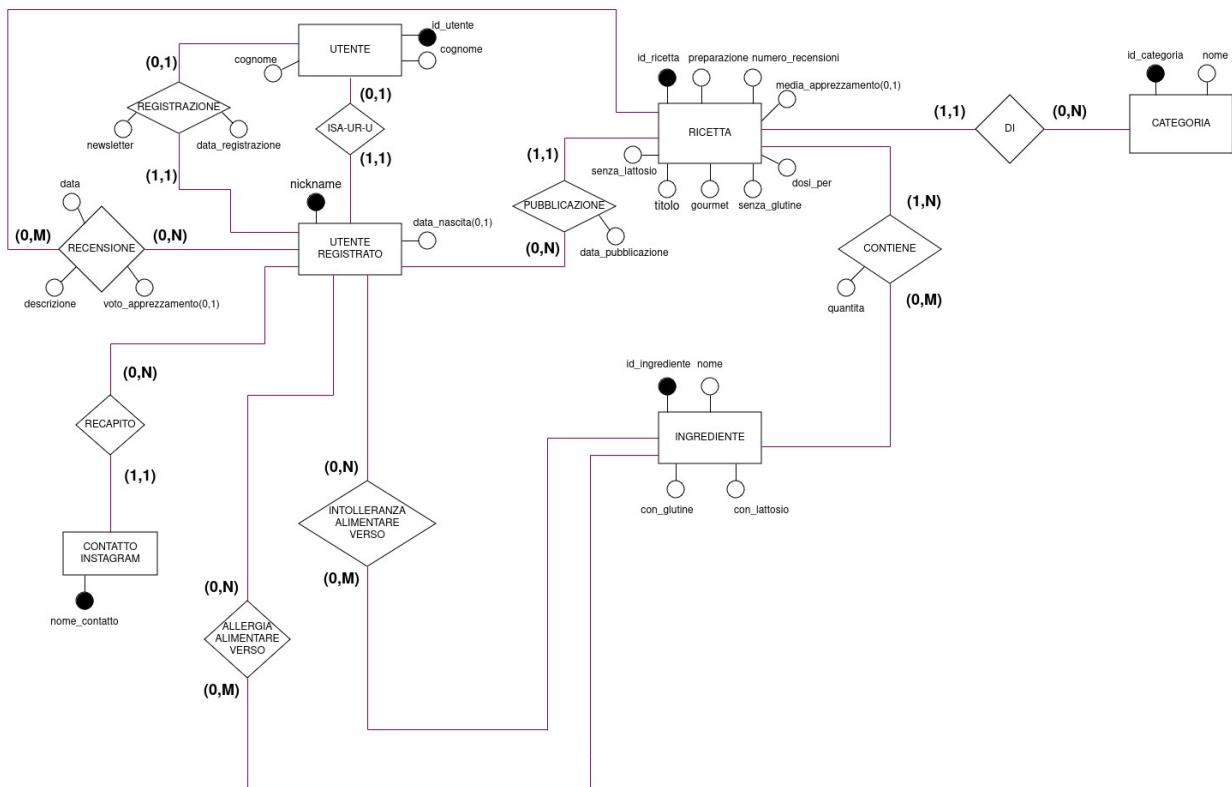 id_utente
UTENTE
cognome
cognome
(0,1)
(0,1)
REGISTRAZIONE
ISA-UR-U
newsletter
data_registrazione
(1,1)
(1,1)
nickname
data
UTENTE
REGISTRATO
data_nascita(0,1)
(0,M)
RECENSIONE
(0,N)
descrizione
voto_apprezzamento(0,1)
id_ricetta
preparazione
numero_recensioni
media_apprezzamento(0,1)
RICETTA
senza_lattosio
titolo
gourmet
senza_glutine
dosi_per
(1,1)
PUBBLICAZIONE
(0,N)
data_pubblicazione
(1,1)
DI
(0,N)
id_categoria
nome
CATEGORIA
(1,N)
CONTIENE
quantita
(0,M)
id_ingrediente
nome
INGREDIENTE
con_glutine
con_lattosio
(0,N)
RECAPITO
(1,1)
CONTATTO
INSTAGRAM
nome_contatto
(0,N)
INTOLLERANZA
ALIMENTARE
VERSO
(0,M)
(0,N)
ALLERGIA
ALIMENTARE
VERSO
(0,M)